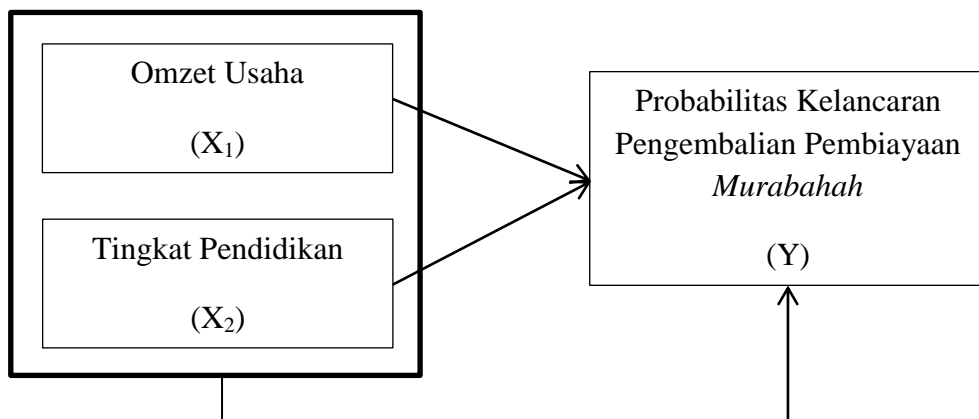 Omzet Usaha
(X₁)
Tingkat Pendidikan
(X₂)
Probabilitas Kelancaran
Pengembalian Pembiayaan
Murabahah
(Y)